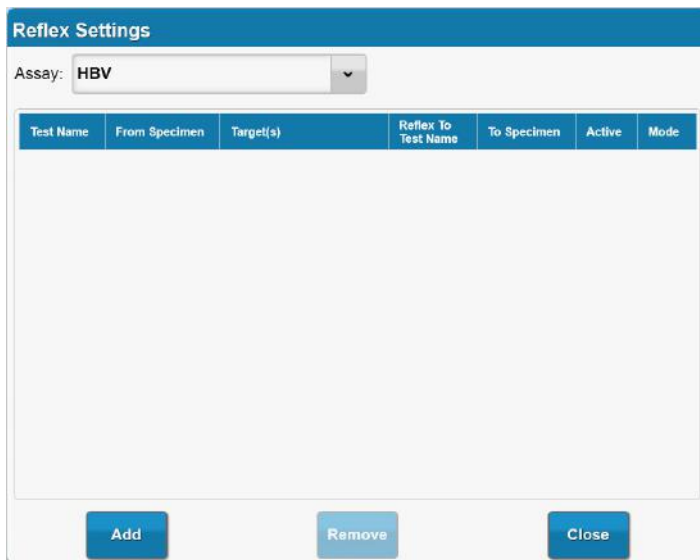 Reflex Settings
Assay: HBV
Test Name From Specimen Target(s) Reflex To Test Name To Specimen Active Mode
Add Remove Close